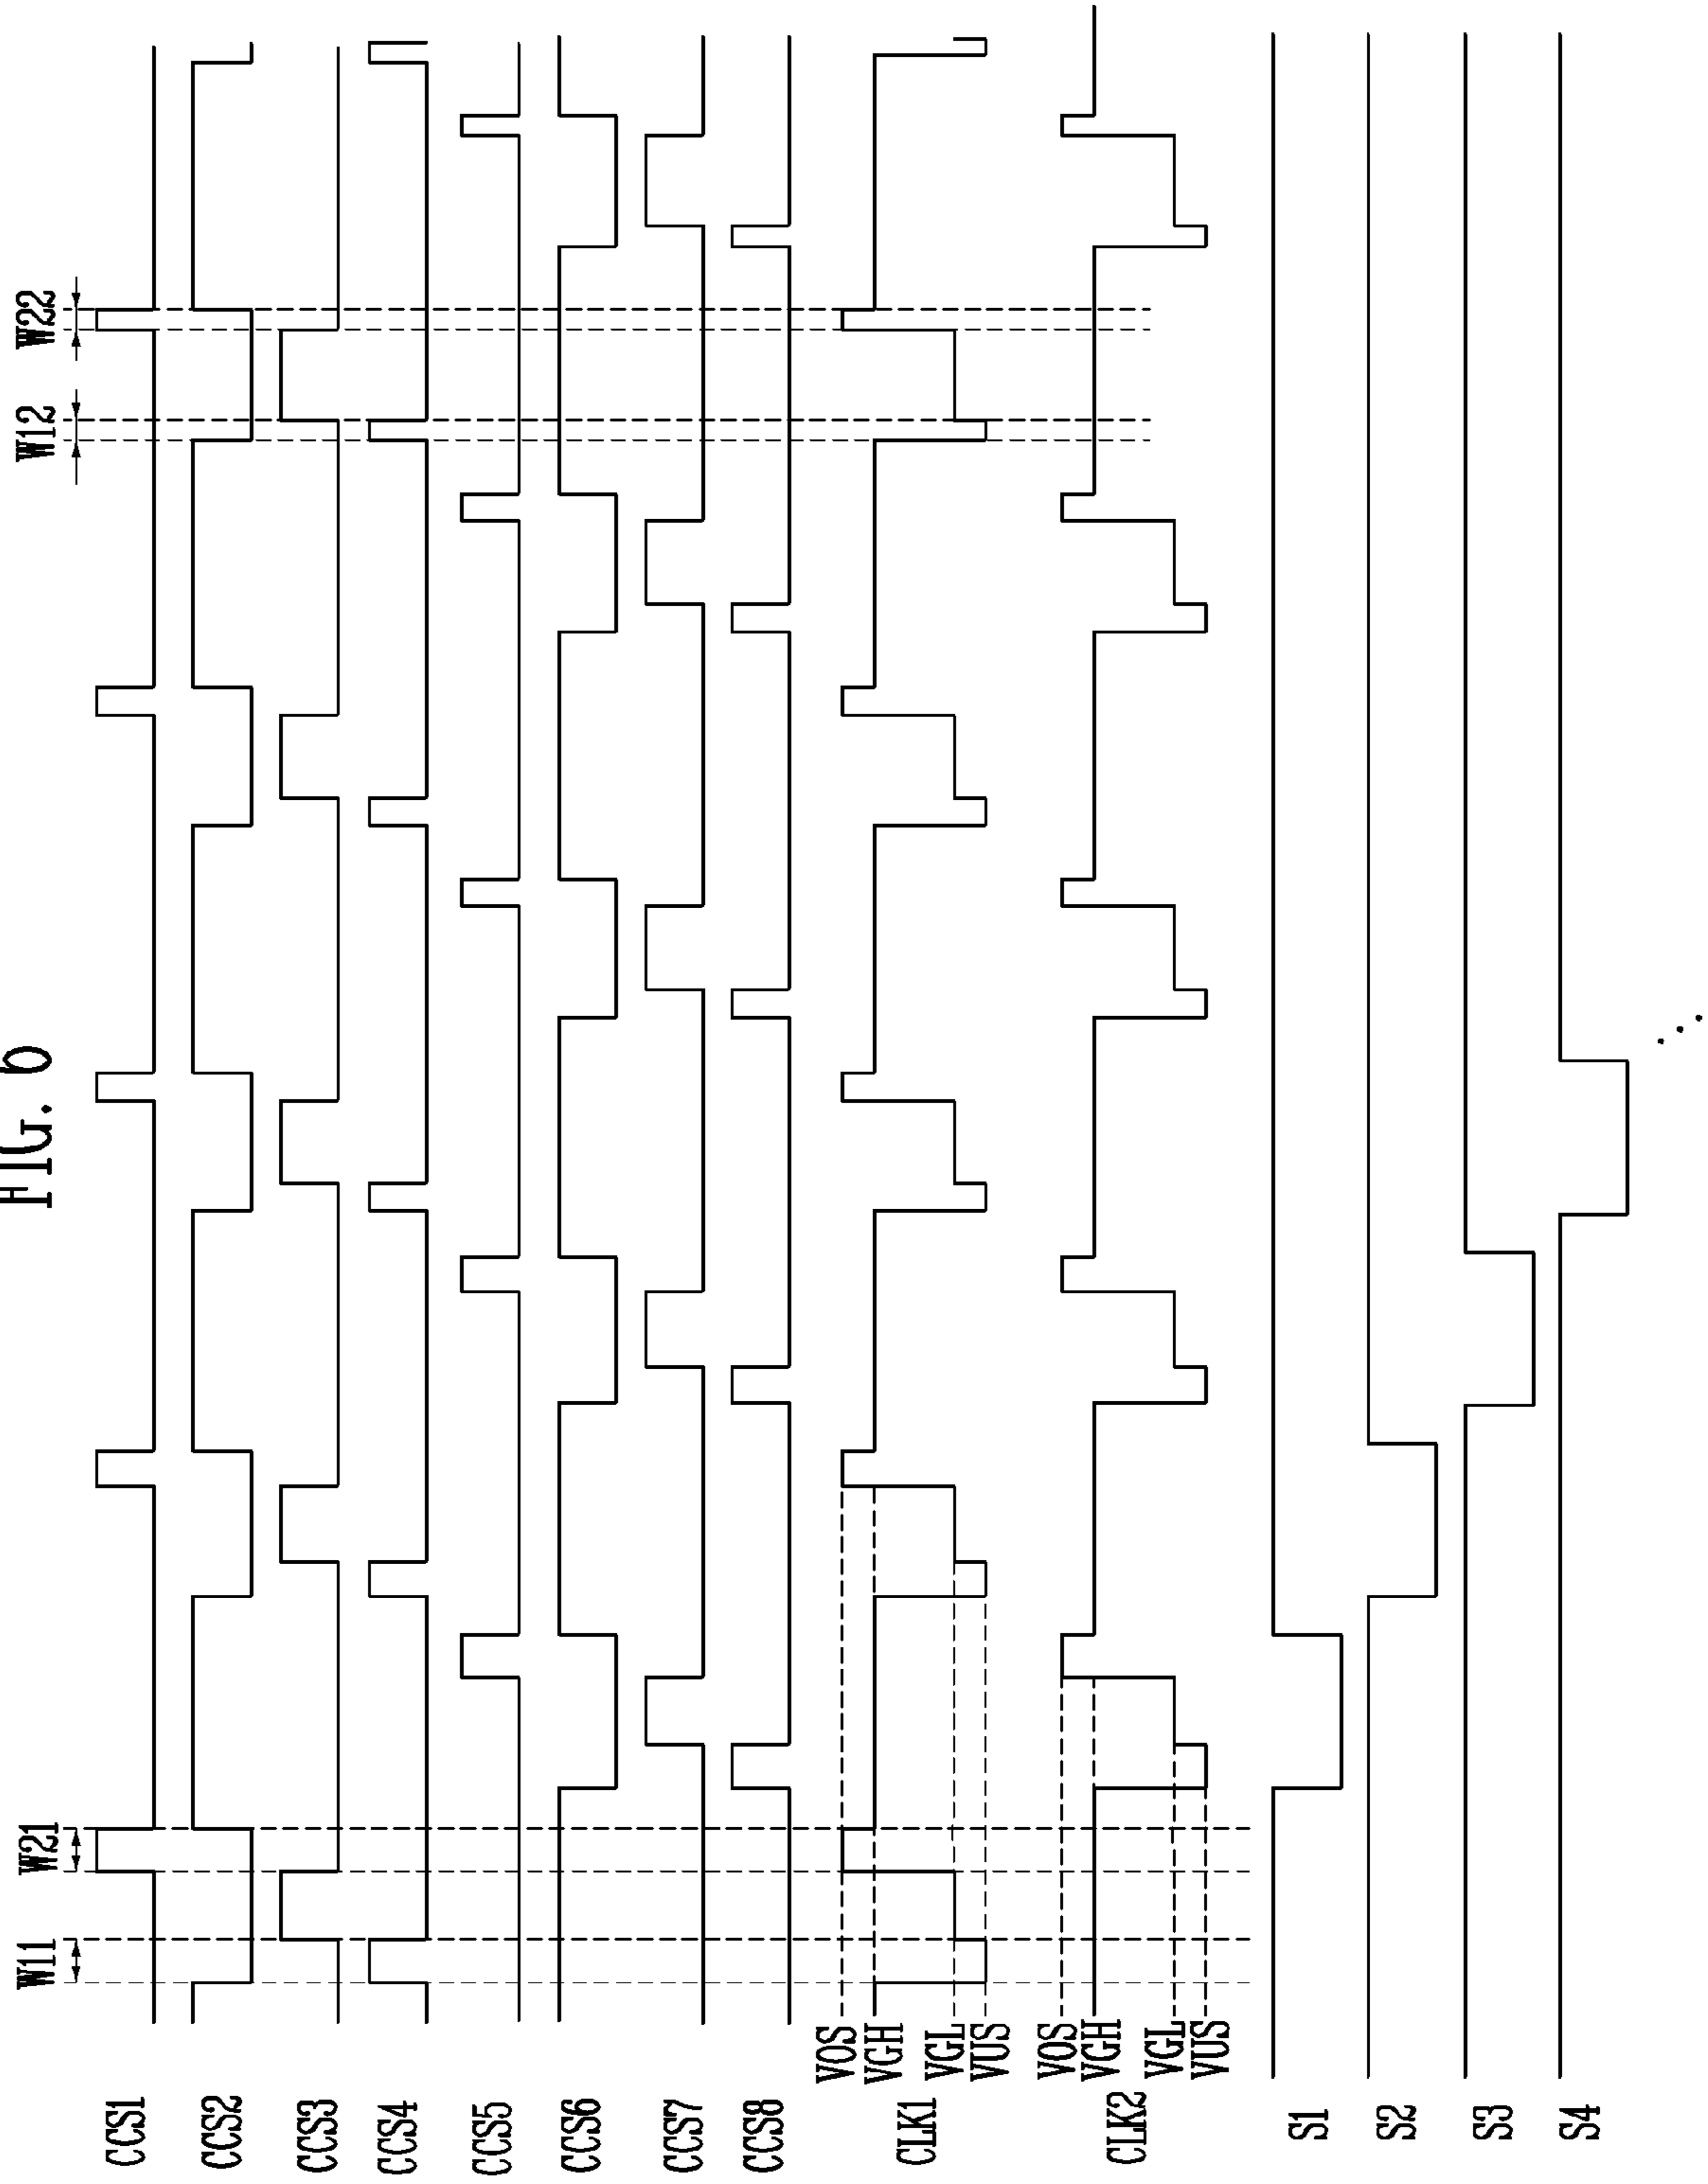 FIG. 6
W11
W21
W12
W22
CCS1
CCS2
CCS3
CCS4
CCS5
CCS6
CCS7
CCS8
VOS
VGH
CLK1
VGL
VUS
VOS
VGH
CLK2
VGL
VUS
S1
S2
S3
S4